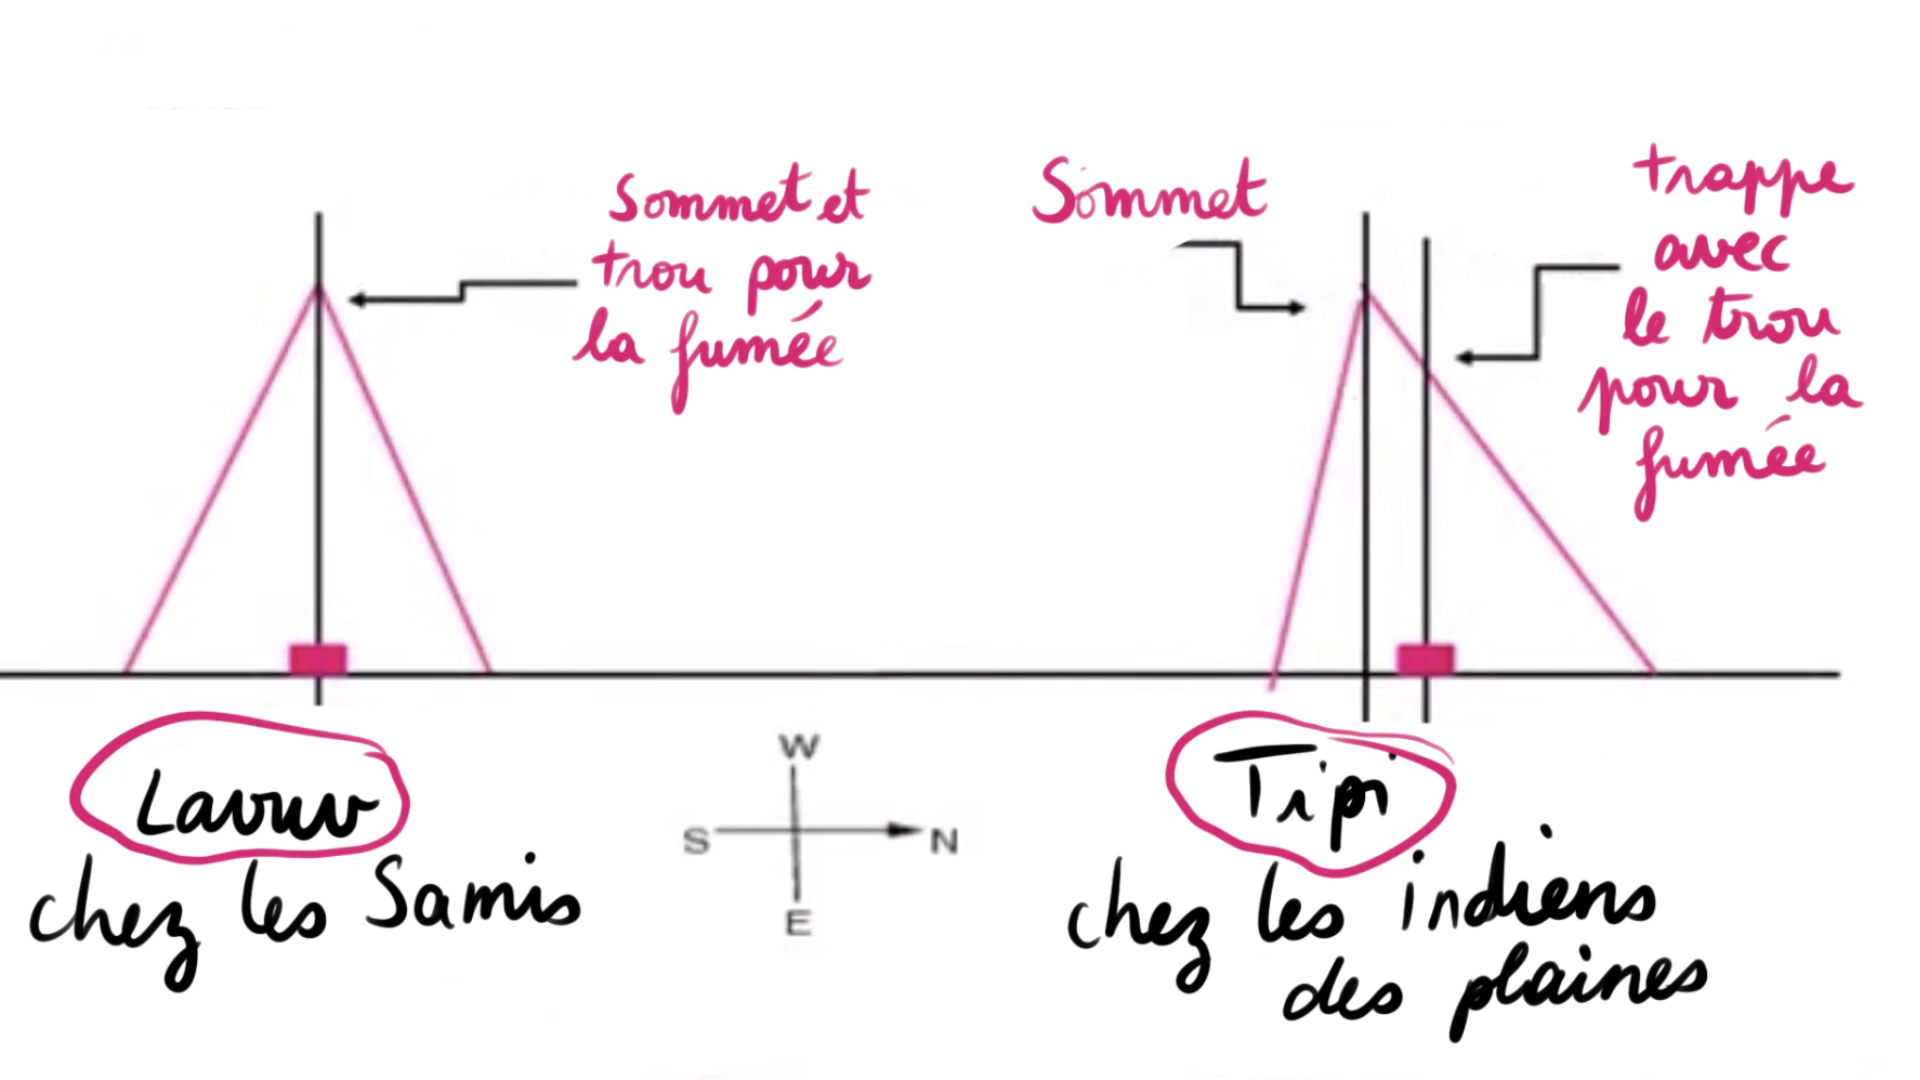 Sommet et
trou pour
la fumée
Sommet
trappe
avec
le trou
pour la
fumée
Lavuv
chez les Samis
W
S
N
E
Tipi
chez les indiens
des plaines